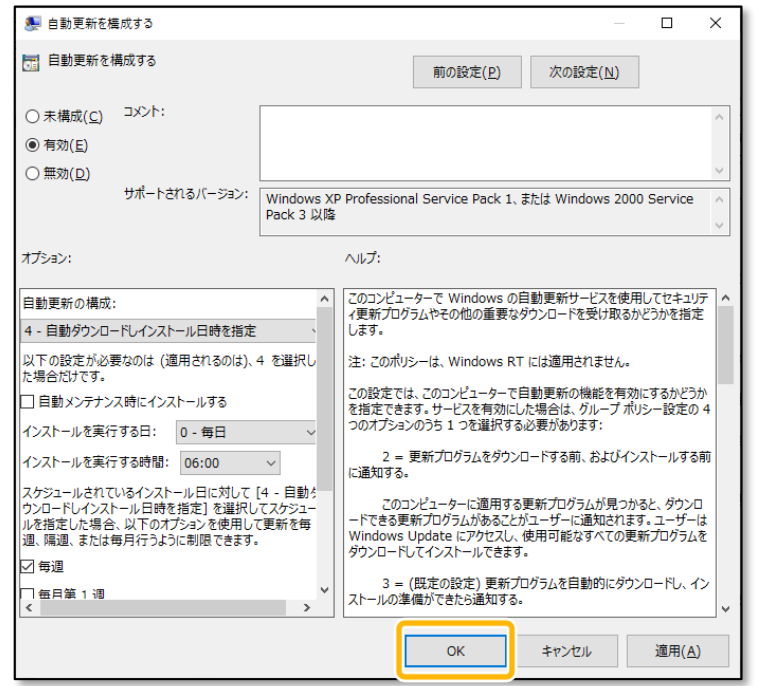 自動更新を構成する
自動更新を構成する
前の設定(P)
次の設定(N)
未構成(C)
コメント:
有効(E)
無効(D)
サポートされるバージョン:
Windows XP Professional Service Pack 1、または Windows 2000 Service
Pack 3 以降
オプション:
ヘルプ:
自動更新の構成:
4 - 自動ダウンロードしインストール日時を指定
以下の設定が必要なのは (適用されるのは)、4 を選択し
た場合だけです。
自動メンテナンス時にインストールする
インストールを実行する日:
0 - 毎日
インストールを実行する時間:
06:00
スケジュールされているインストール日に対して [4 - 自動
ウンロードしインストール日時を指定] を選択してスケジュー
ルを指定した場合、以下のオプションを使用して更新を毎
週、隔週、または毎月行うように制限できます。
毎週
毎月第 1 週
このコンピューターで Windows の自動更新サービスを使用してセキュリテ
ィ更新プログラムやその他の重要なダウンロードを受け取るかどうかを指定
します。
注: このポリシーは、Windows RT には適用されません。
この設定では、このコンピューターで自動更新の機能を有効にするかどうか
を指定できます。サービスを有効にした場合は、グループ ポリシー設定の 4
つのオプションのうち 1 つを選択する必要があります:
2 = 更新プログラムをダウンロードする前、およびインストールする前
に通知する。
このコンピューターに適用する更新プログラムが見つかると、ダウンロ
ードできる更新プログラムがあることがユーザーに通知されます。ユーザーは
Windows Update にアクセスし、使用可能なすべての更新プログラムを
ダウンロードしてインストールできます。
3 = (既定の設定) 更新プログラムを自動的にダウンロードし、イン
ストールの準備ができたら通知する。
OK
キャンセル
適用(A)